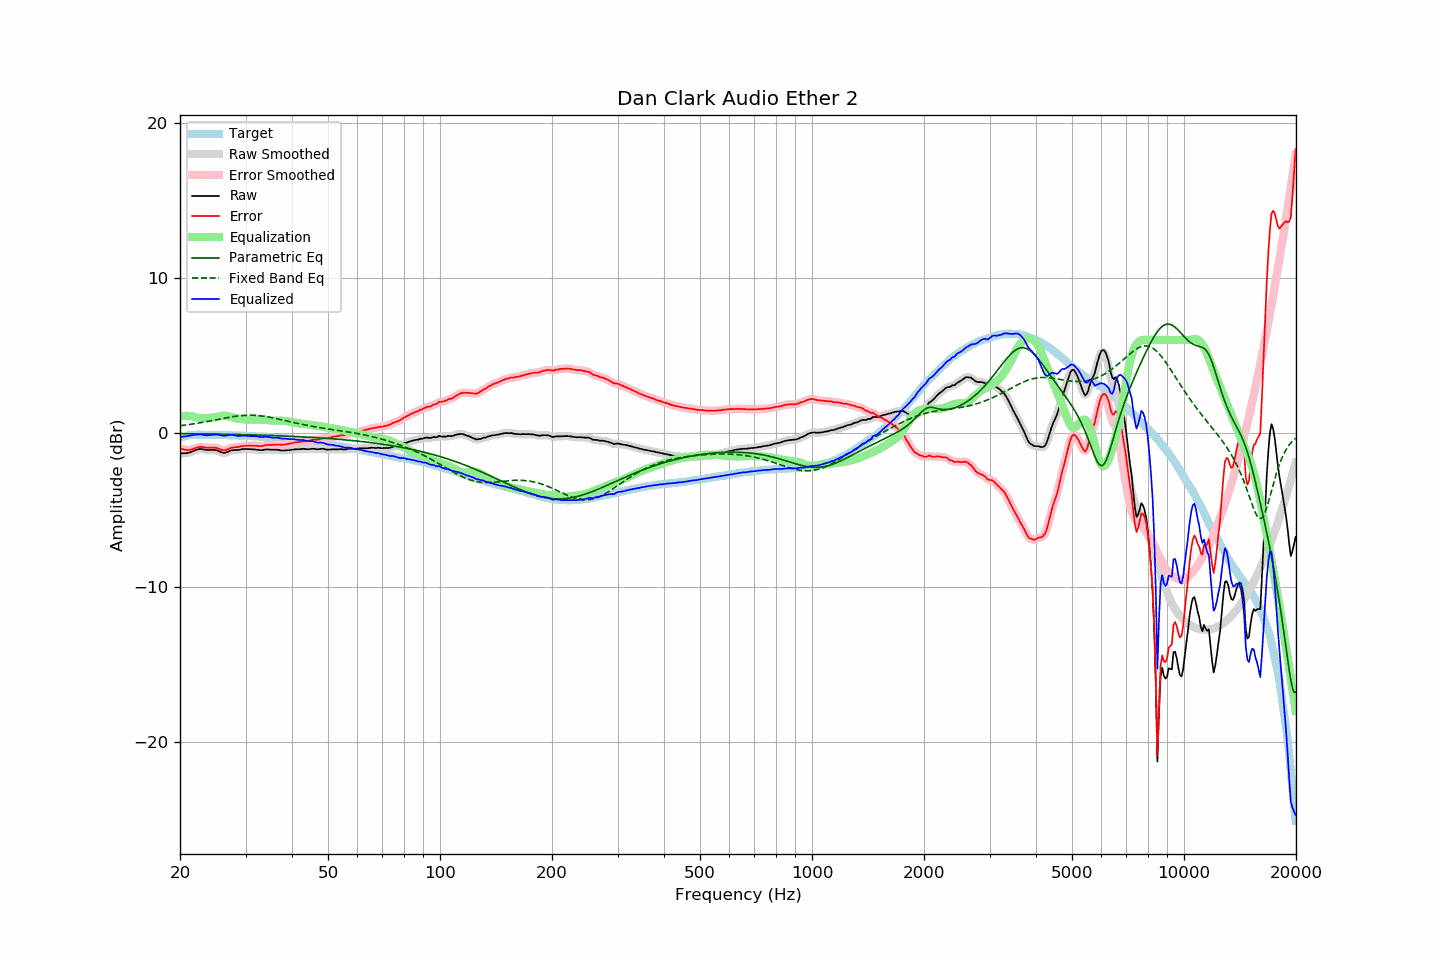 Dan Clark Audio Ether 2
Target
Raw Smoothed
Error Smoothed
Raw
Error
Equalization
Parametric Eq
Fixed Band Eq
Equalized
20
10
0
−10
−20
Amplitude (dBr)
20
50
100
200
500
1000
2000
5000
10000
20000
Frequency (Hz)